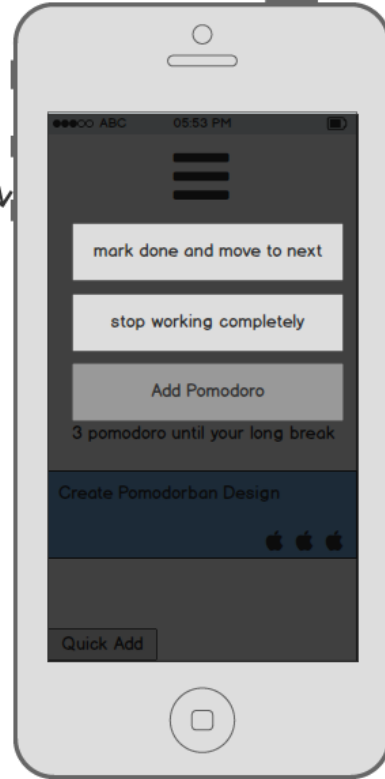 ABC 05:53 PM
mark done and move to next
stop working completely
Add Pomodoro
3 pomodoro until your long break
Create Pomodorban Design
Quick Add